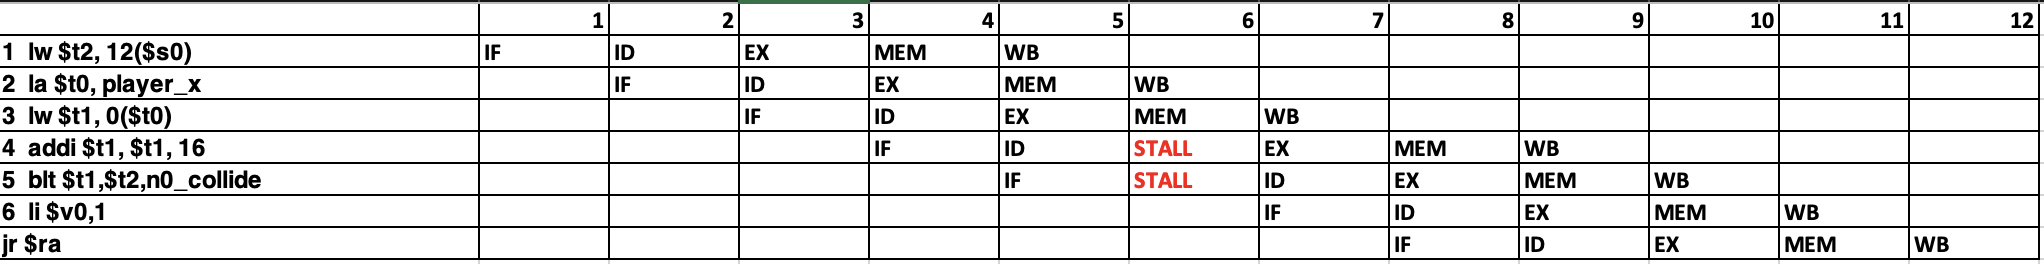 1 2 3 4 5 6 7 8 9 10 11 12
1 lw $t2, 12($s0) IF ID EX MEM WB
2 la $t0, player_x IF ID EX MEM WB
3 lw $t1, 0($t0) IF ID EX MEM WB
4 addi $t1, $t1, 16 IF ID STALL EX MEM WB
5 blt $t1,$t2,n0_collide IF STALL ID EX MEM WB
6 li $v0,1 IF ID EX MEM WB
jr $ra IF ID EX MEM WB